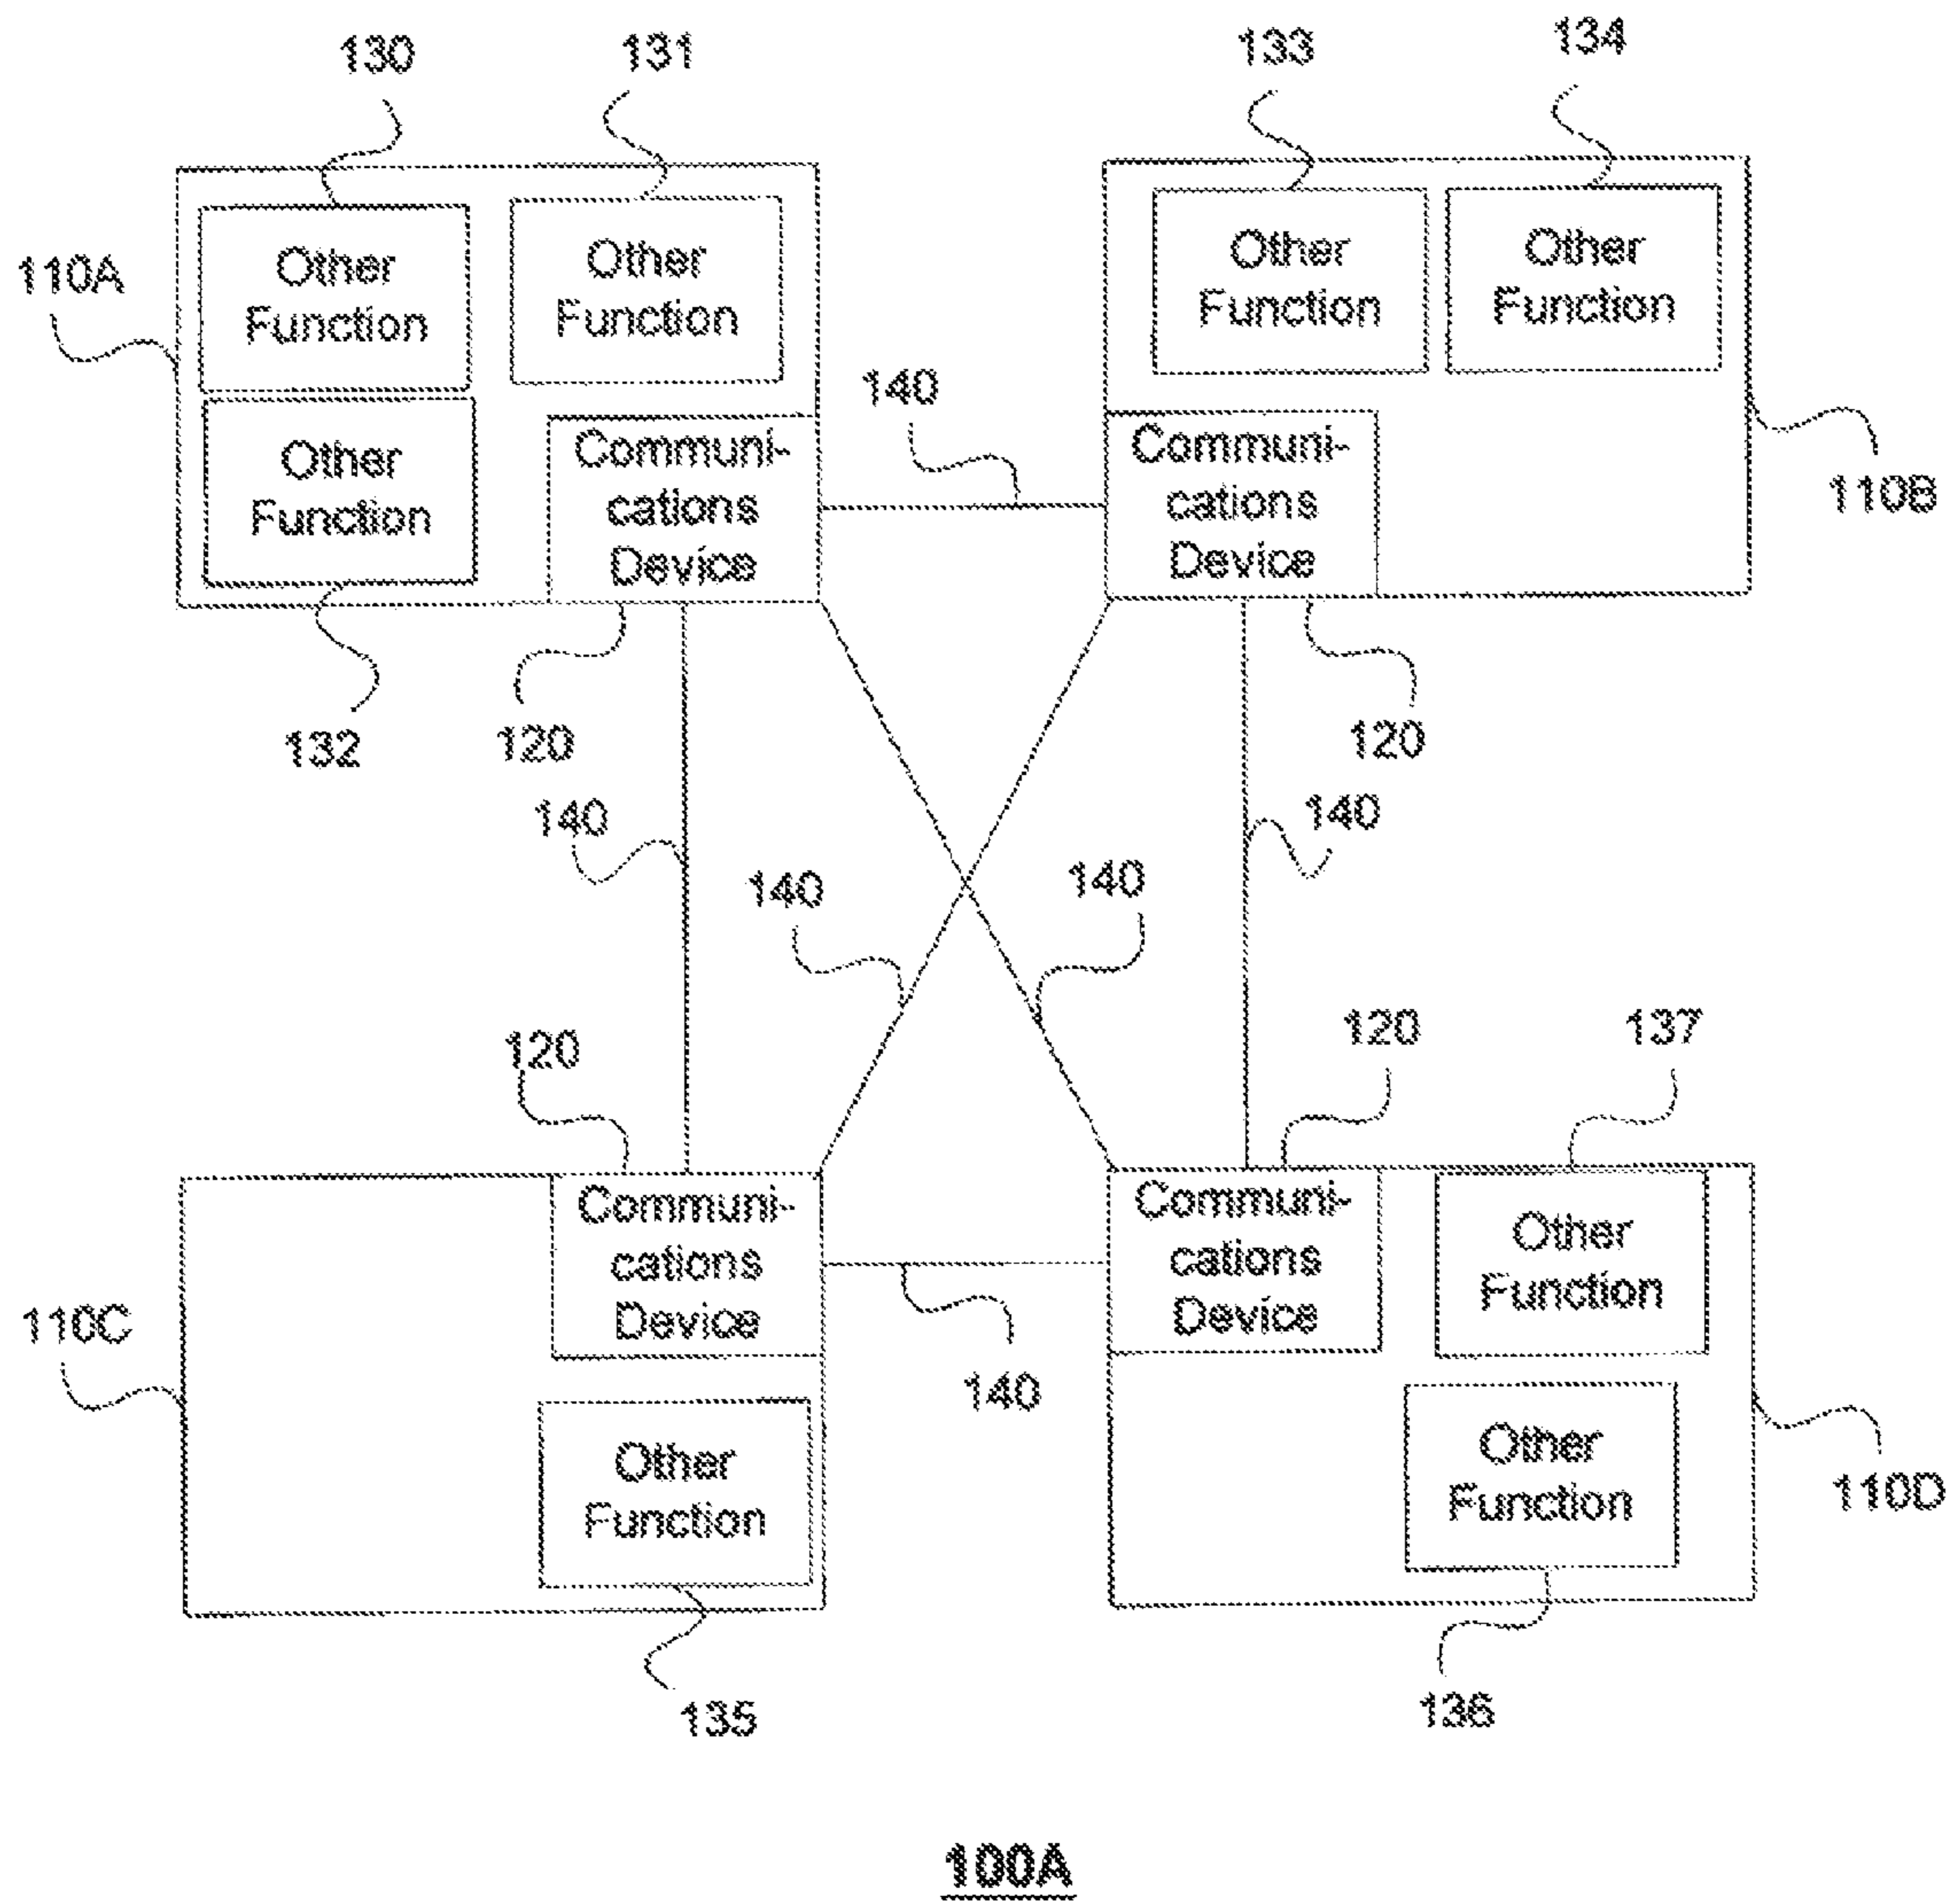 130
131
133
134
110A
Other
Function
Other
Function
Other
Function
Other
Function
Other
Function
140
Communi-
cations
Device
Communi-
cations
Device
110B
132
120
120
140
140
140
140
120
120
137
Communi-
cations
Device
Communi-
cations
Device
Other
Function
110C
140
Other
Function
Other
Function
110D
135
136
100A